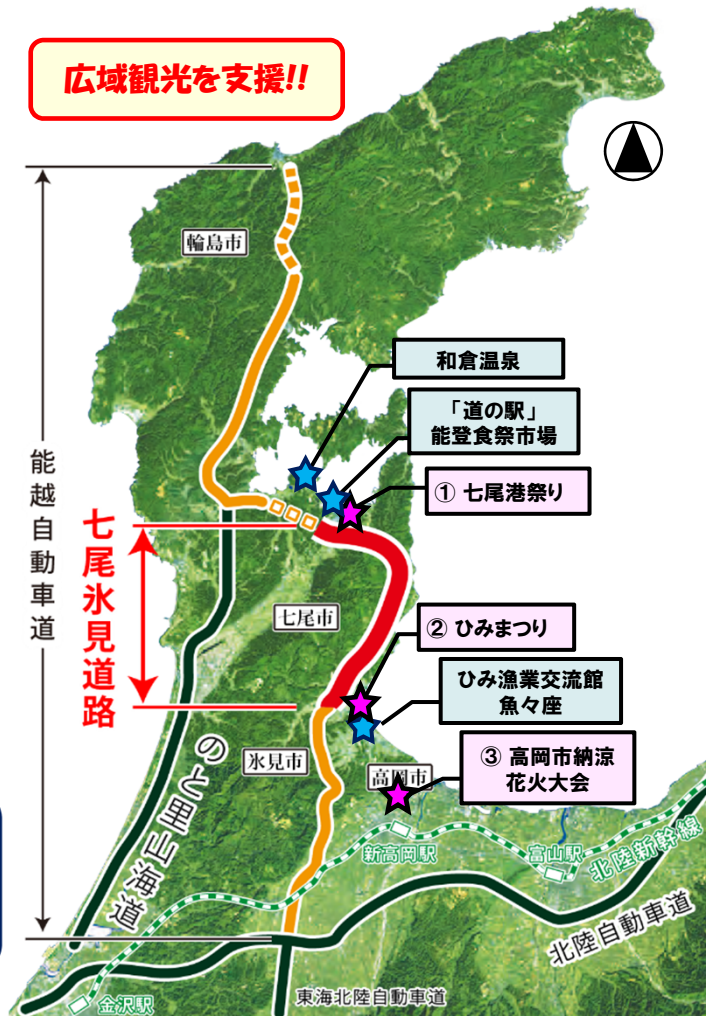 広域観光を支援!!
輪島市
和倉温泉
「道の駅」
能登食祭市場
① 七尾港祭り
能越自動車道
七尾氷見道路
七尾市
② ひみまつり
ひみ漁業交流館
魚々座
氷見市
高岡市
③ 高岡市納涼
花火大会
のと里山海道
新高岡駅
富山駅
北陸新幹線
北陸自動車道
東海北陸自動車道
金沢駅